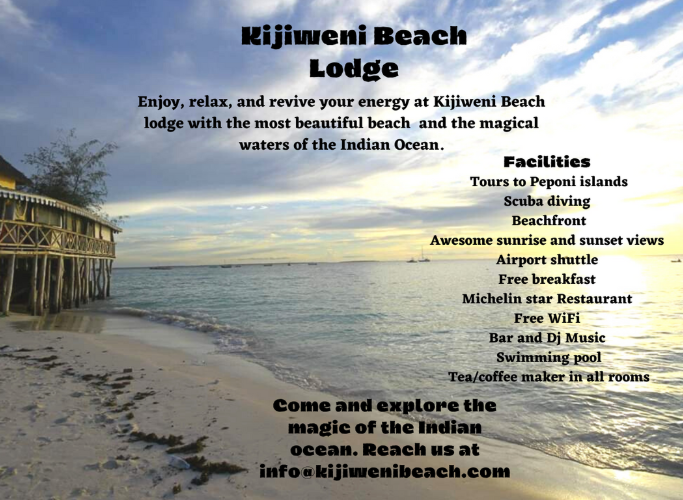 Kijiweni Beach
Lodge
Enjoy, relax, and revive your energy at Kijiweni Beach
lodge with the most beautiful beach and the magical
waters of the Indian Ocean.
Facilities
Tours to Peponi islands
Scuba diving
Beachfront
Awesome sunrise and sunset views
Airport shuttle
Free breakfast
Michelin star Restaurant
Free WiFi
Bar and Dj Music
Swimming pool
Tea/coffee maker in all rooms
Come and explore the
magic of the Indian
ocean. Reach us at
info@kijiwenibeach.com